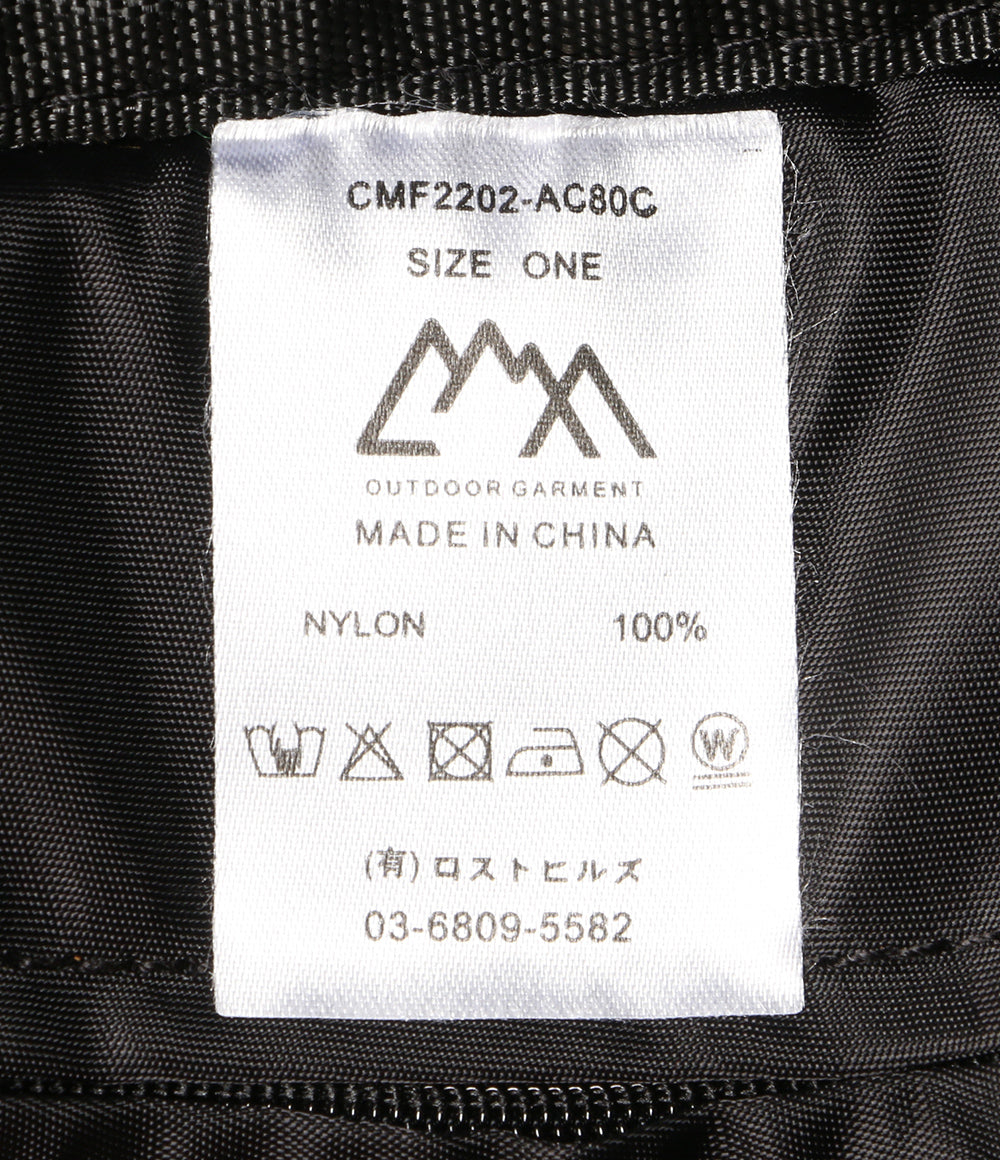 CMF2202-AC80C
SIZE ONE
OUTDOOR GARMENT
MADE IN CHINA
NYLON 100%
W
(有)ロストヒルズ
03-6809-5582